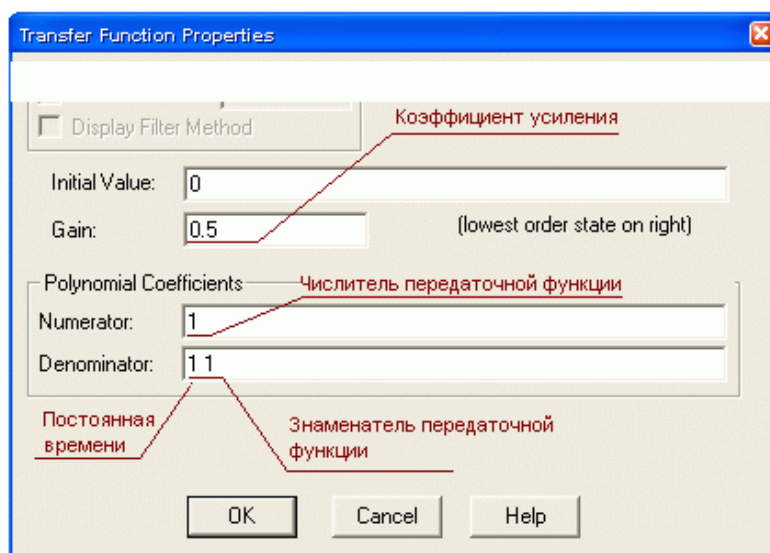 Transfer Function Properties
Display Filter Method
Коэффициент усиления
Initial Value: 0
Gain: 0.5 (lowest order state on right)
Polynomial Coefficients
Числитель передаточной функции
Numerator: 1
Denominator: 1 1
Постоянная
времени
Знаменатель передаточной
функции
OK Cancel Help